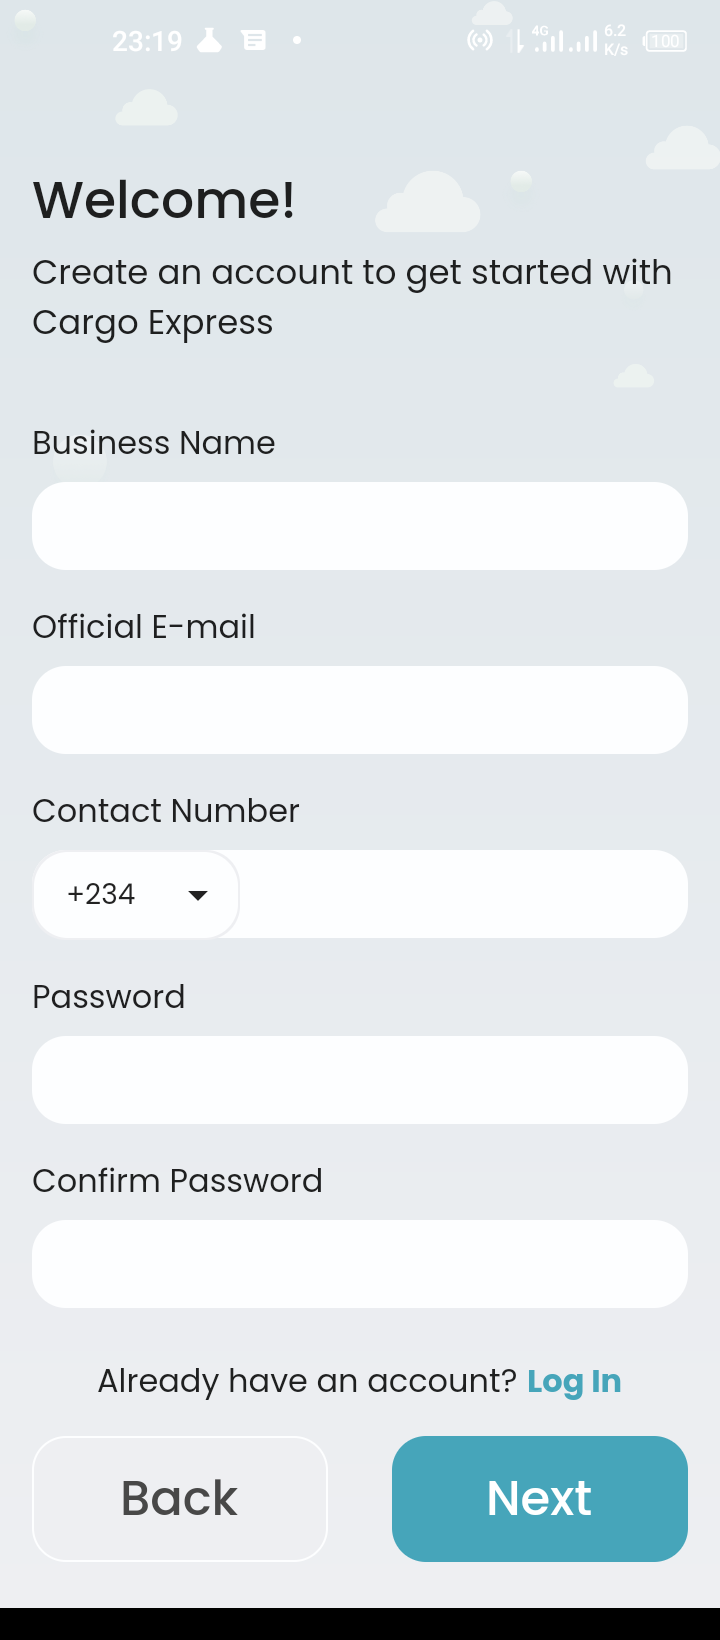 23:19
4G
6.2
K/s
100
Welcome!
Create an account to get started with
Cargo Express
Business Name
Official E-mail
Contact Number
+234
Password
Confirm Password
Already have an account? Log In
Back
Next